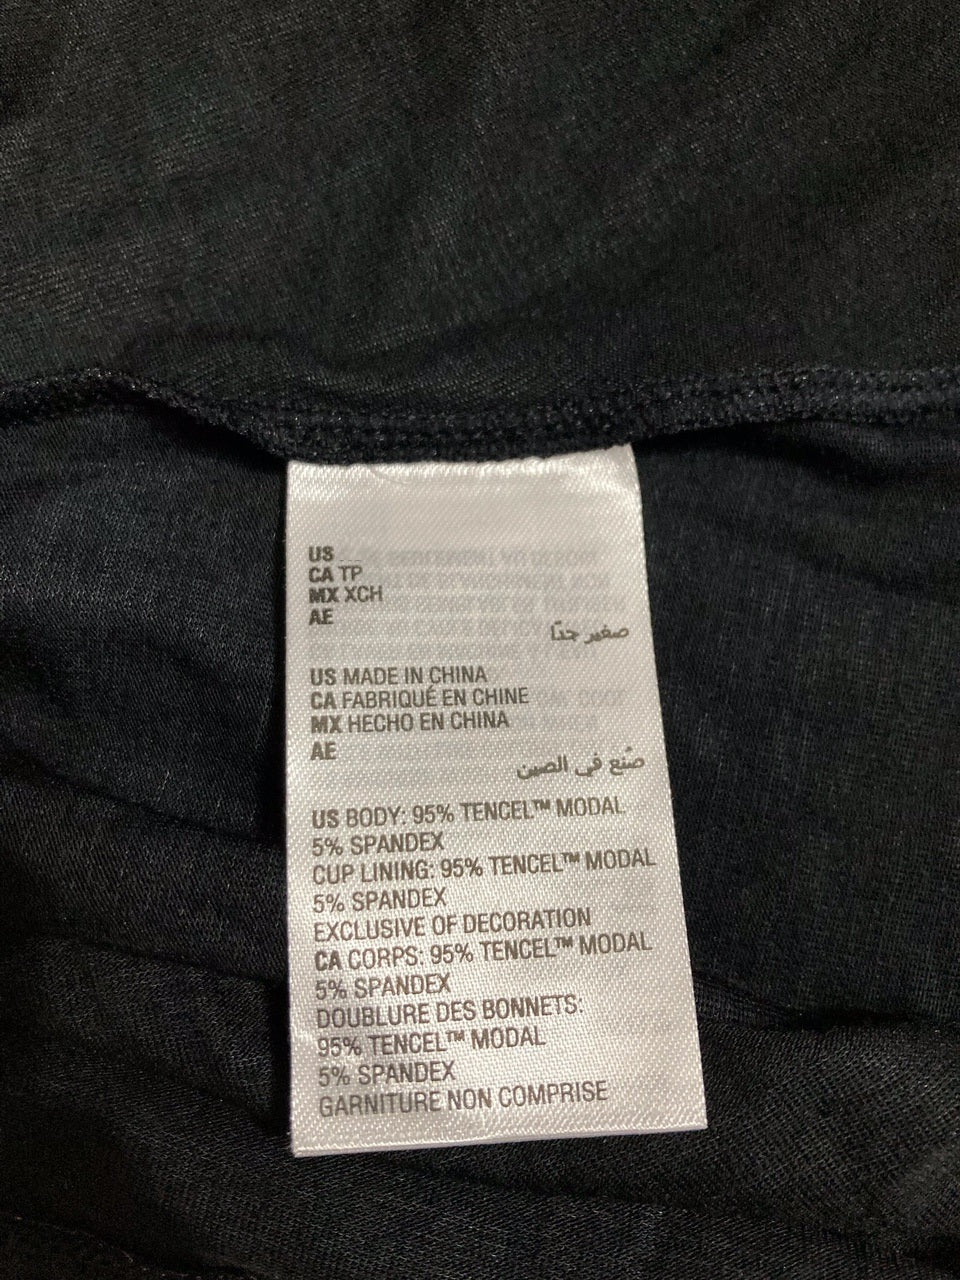 US
CA TP
MX XCH
AE
صغير جدًا
US MADE IN CHINA
CA FABRIQUÉ EN CHINE
MX HECHO EN CHINA
AE
صُنع في الصين
US BODY: 95% TENCEL™ MODAL
5% SPANDEX
CUP LINING: 95% TENCEL™ MODAL
5% SPANDEX
EXCLUSIVE OF DECORATION
CA CORPS: 95% TENCEL™ MODAL
5% SPANDEX
DOUBLURE DES BONNETS:
95% TENCEL™ MODAL
5% SPANDEX
GARNITURE NON COMPRISE